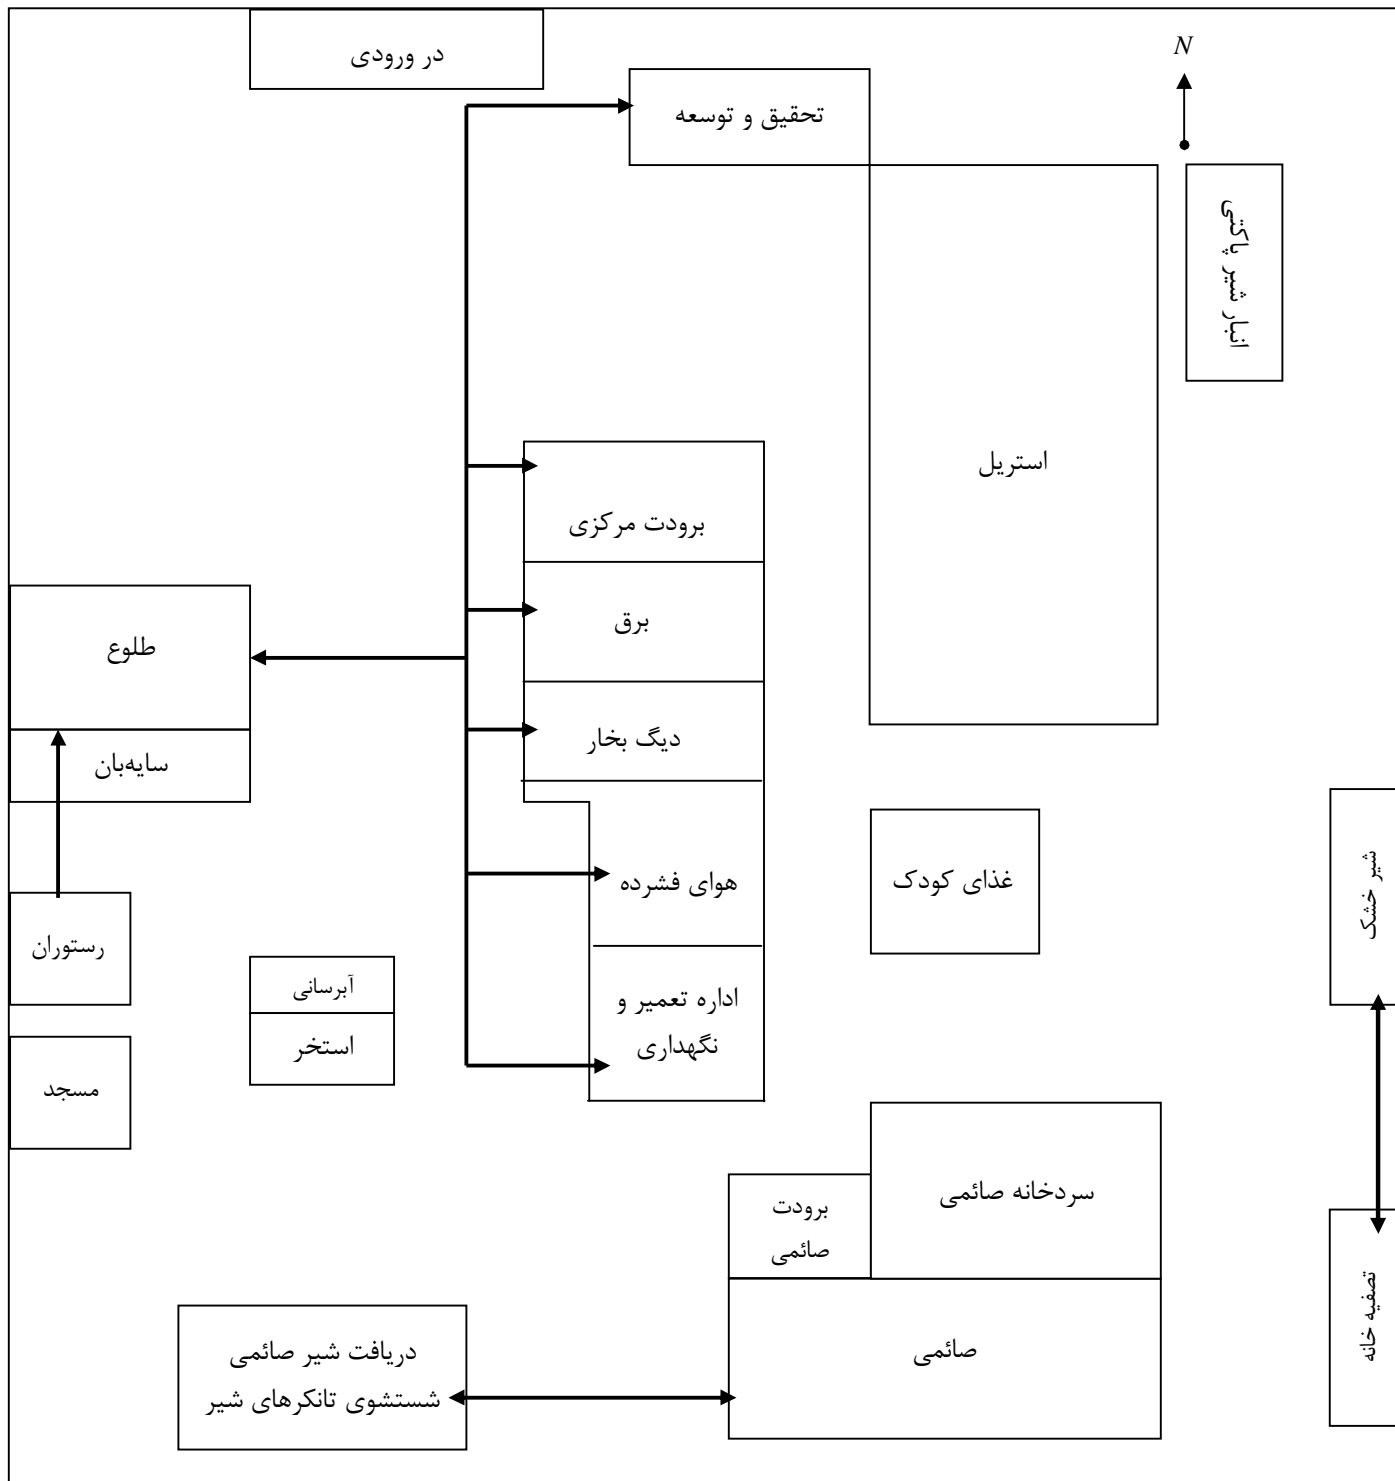 در ورودی
N
تحقیق و توسعه
انبار شیر پاکتی
استریل
برودت مرکزی
برق
طلوع
دیگ بخار
سایه‌بان
هوای فشرده
غذای کودک
شیر خشک
رستوران
آبرسانی
استخر
اداره تعمیر و
نگهداری
مسجد
سردخانه صائمی
برودت
صائمی
تصفیه خانه
صائمی
دریافت شیر صائمی
شستشوی تانکرهای شیر